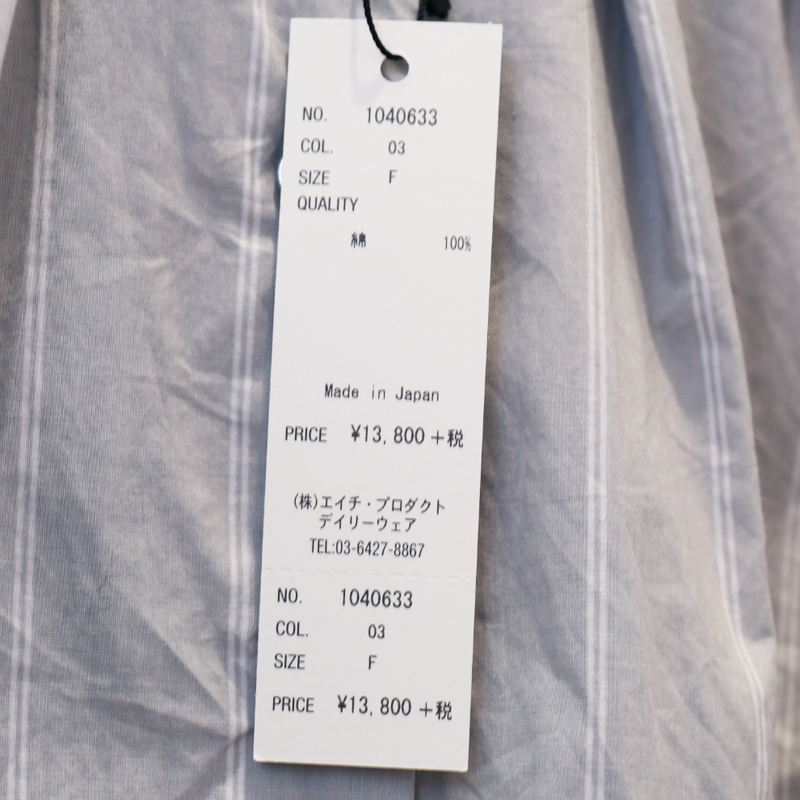 NO. 1040633
COL. 03
SIZE F
QUALITY
綿 100%
Made in Japan
PRICE ¥13,800+税
(株)エイチ・プロダクト
デイリーウェア
TEL:03-6427-8867
NO. 1040633
COL. 03
SIZE F
PRICE ¥13,800+税